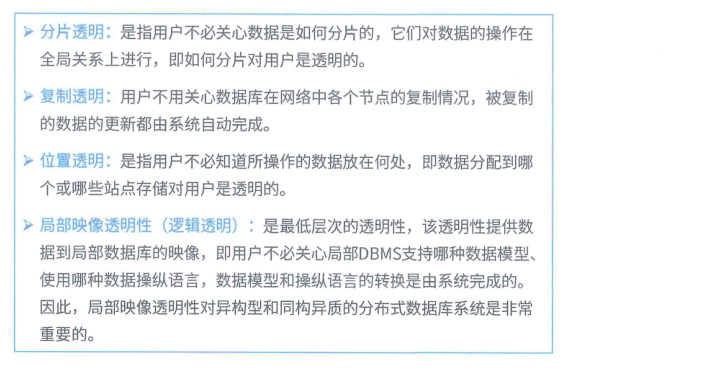 ➢ 分片透明：是指用户不必关心数据是如何分片的，它们对数据的操作在
全局关系上进行，即如何分片对用户是透明的。
➢ 复制透明：用户不用关心数据库在网络中各个节点的复制情况，被复制
的数据的更新都由系统自动完成。
➢ 位置透明：是指用户不必知道所操作的数据放在何处，即数据分配到哪
个或哪些站点存储对用户是透明的。
➢ 局部映像透明性（逻辑透明）：是最低层次的透明性，该透明性提供数
据到局部数据库的映像，即用户不必关心局部DBMS支持哪种数据模型、
使用哪种数据操纵语言，数据模型和操纵语言的转换是由系统完成的。
因此，局部映像透明性对异构型和同构异质的分布式数据库系统是非常
重要的。